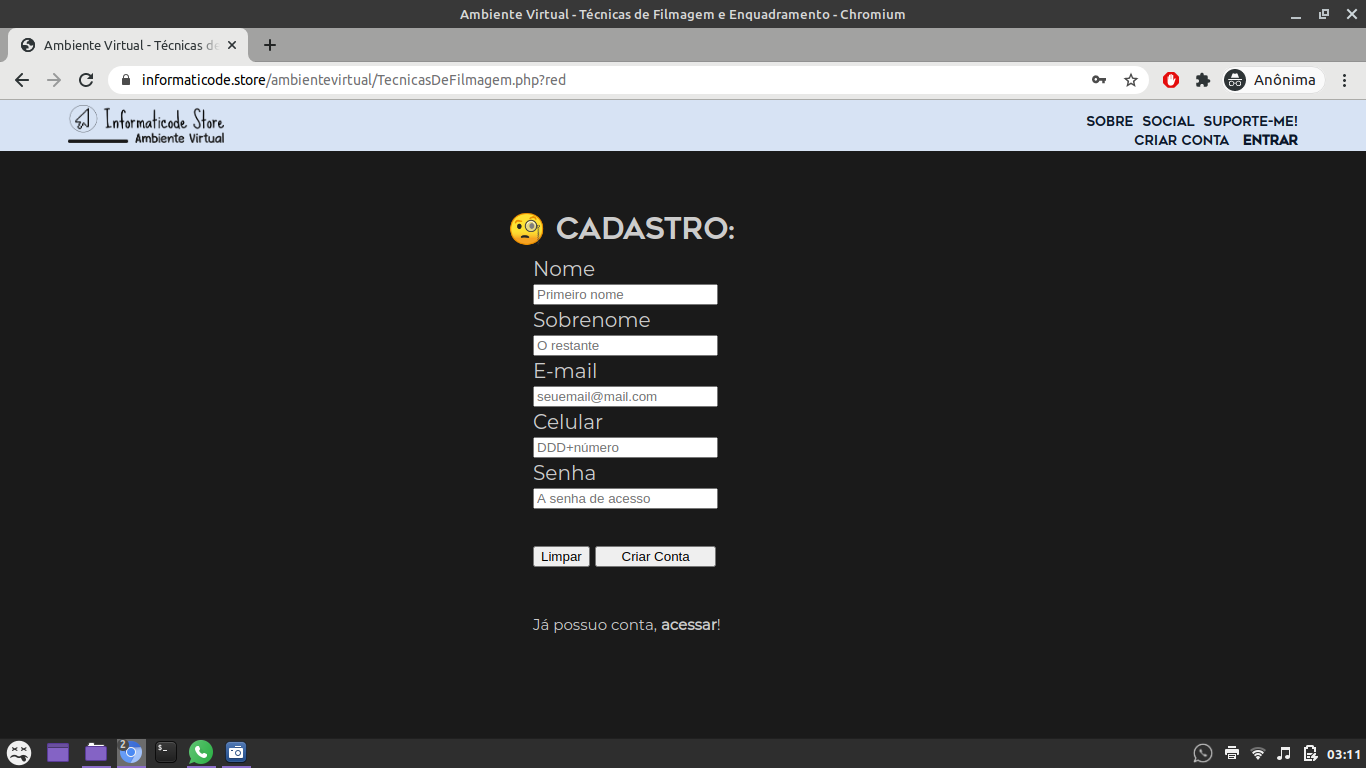 Ambiente Virtual - Técnicas de Filmagem e Enquadramento - Chromium
Ambiente Virtual - Técnicas de
informaticode.store/ambientevirtual/TecnicasDeFilmagem.php?red
Anônima
Informaticode Store
Ambiente Virtual
SOBRE SOCIAL SUPORTE-ME!
CRIAR CONTA ENTRAR
CADASTRO:
Nome
Primeiro nome
Sobrenome
O restante
E-mail
seuemail@mail.com
Celular
DDD+número
Senha
A senha de acesso
Limpar Criar Conta
Já possuo conta, acessar!
2
$_
03:11